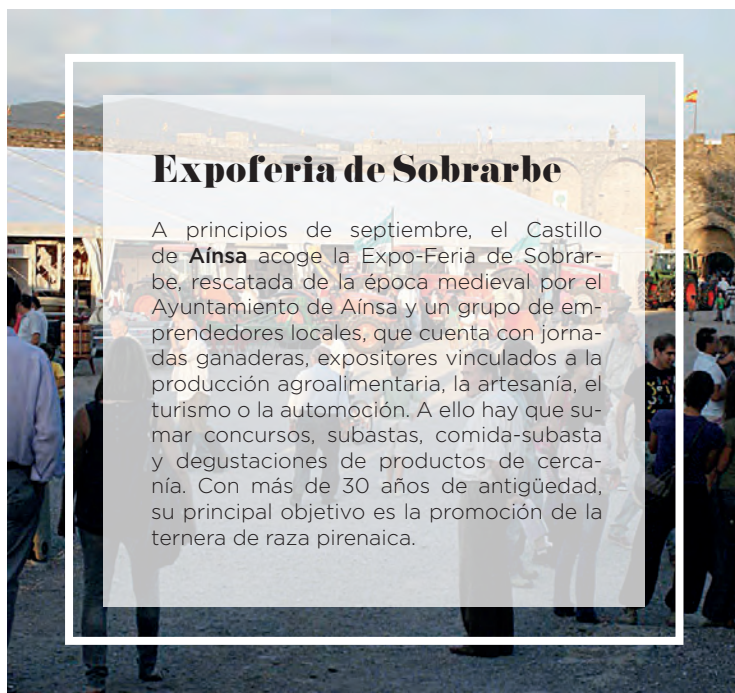 Expoferia de Sobrarbe
A principios de septiembre, el Castillo
de Aínsa acoge la Expo-Feria de Sobrar-
be, rescatada de la época medieval por el
Ayuntamiento de Aínsa y un grupo de em-
prendedores locales, que cuenta con jorna-
das ganaderas, expositores vinculados a la
producción agroalimentaria, la artesanía, el
turismo o la automoción. A ello hay que su-
mar concursos, subastas, comida-subasta
y degustaciones de productos de cerca-
nía. Con más de 30 años de antigüedad,
su principal objetivo es la promoción de la
ternera de raza pirenaica.